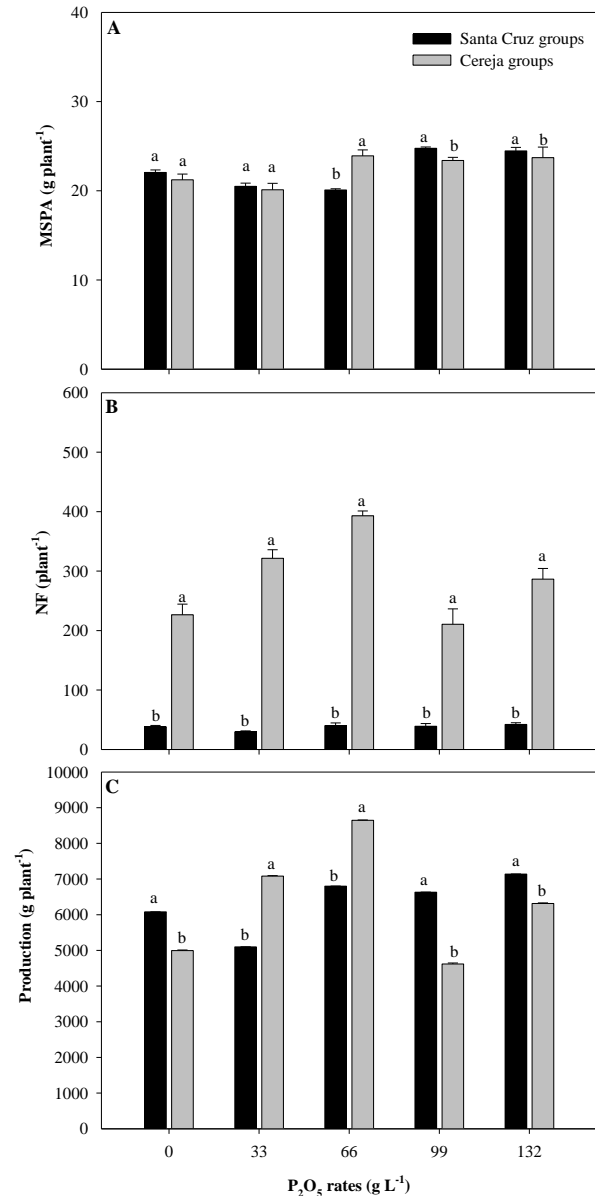 A
Santa Cruz groups
Cereja groups
MSPA (g plant⁻¹)
40
30
20
10
0
a a a a b a a b a b
B
NF (plant⁻¹)
600
500
400
300
200
100
0
b a b a b a b a b a
C
Production (g plant⁻¹)
10000
9000
8000
7000
6000
5000
4000
3000
2000
1000
0
a b b a b a a b a b
0 33 66 99 132
P₂O₅ rates (g L⁻¹)